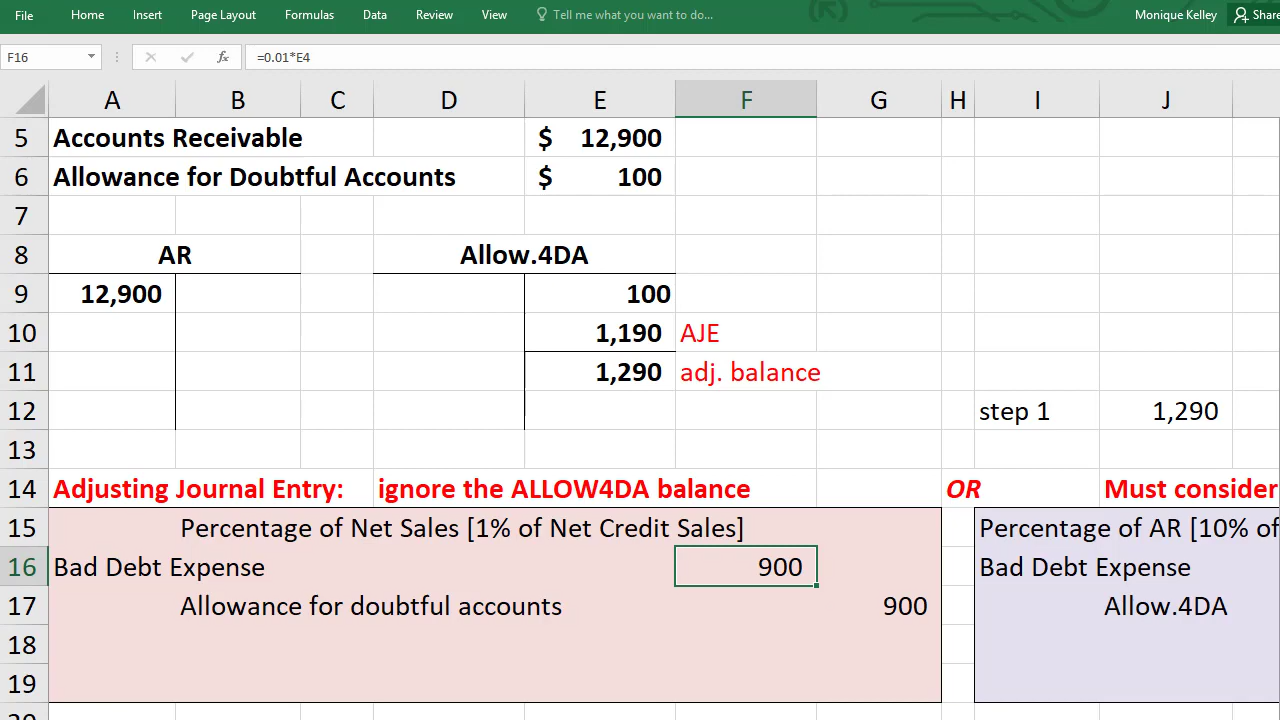 File Home Insert Page Layout Formulas Data Review View Tell me what you want to do... Monique Kelley Share
F16 fx =0.01*E4
A B C D E F G H I J
5 Accounts Receivable $ 12,900
6 Allowance for Doubtful Accounts $ 100
7
8 AR Allow.4DA
9 12,900 100
10 1,190 AJE
11 1,290 adj. balance
12 step 1 1,290
13
14 Adjusting Journal Entry: ignore the ALLOW4DA balance OR Must consider
15 Percentage of Net Sales [1% of Net Credit Sales] Percentage of AR [10% of
16 Bad Debt Expense 900 Bad Debt Expense
17 Allowance for doubtful accounts 900 Allow.4DA
18
19